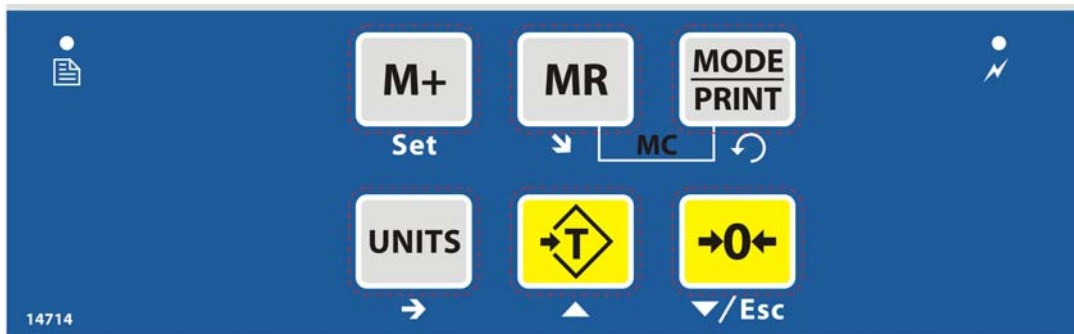 M+ MR MODE
PRINT
Set MC
UNITS →T →0←
14714 ▼/Esc